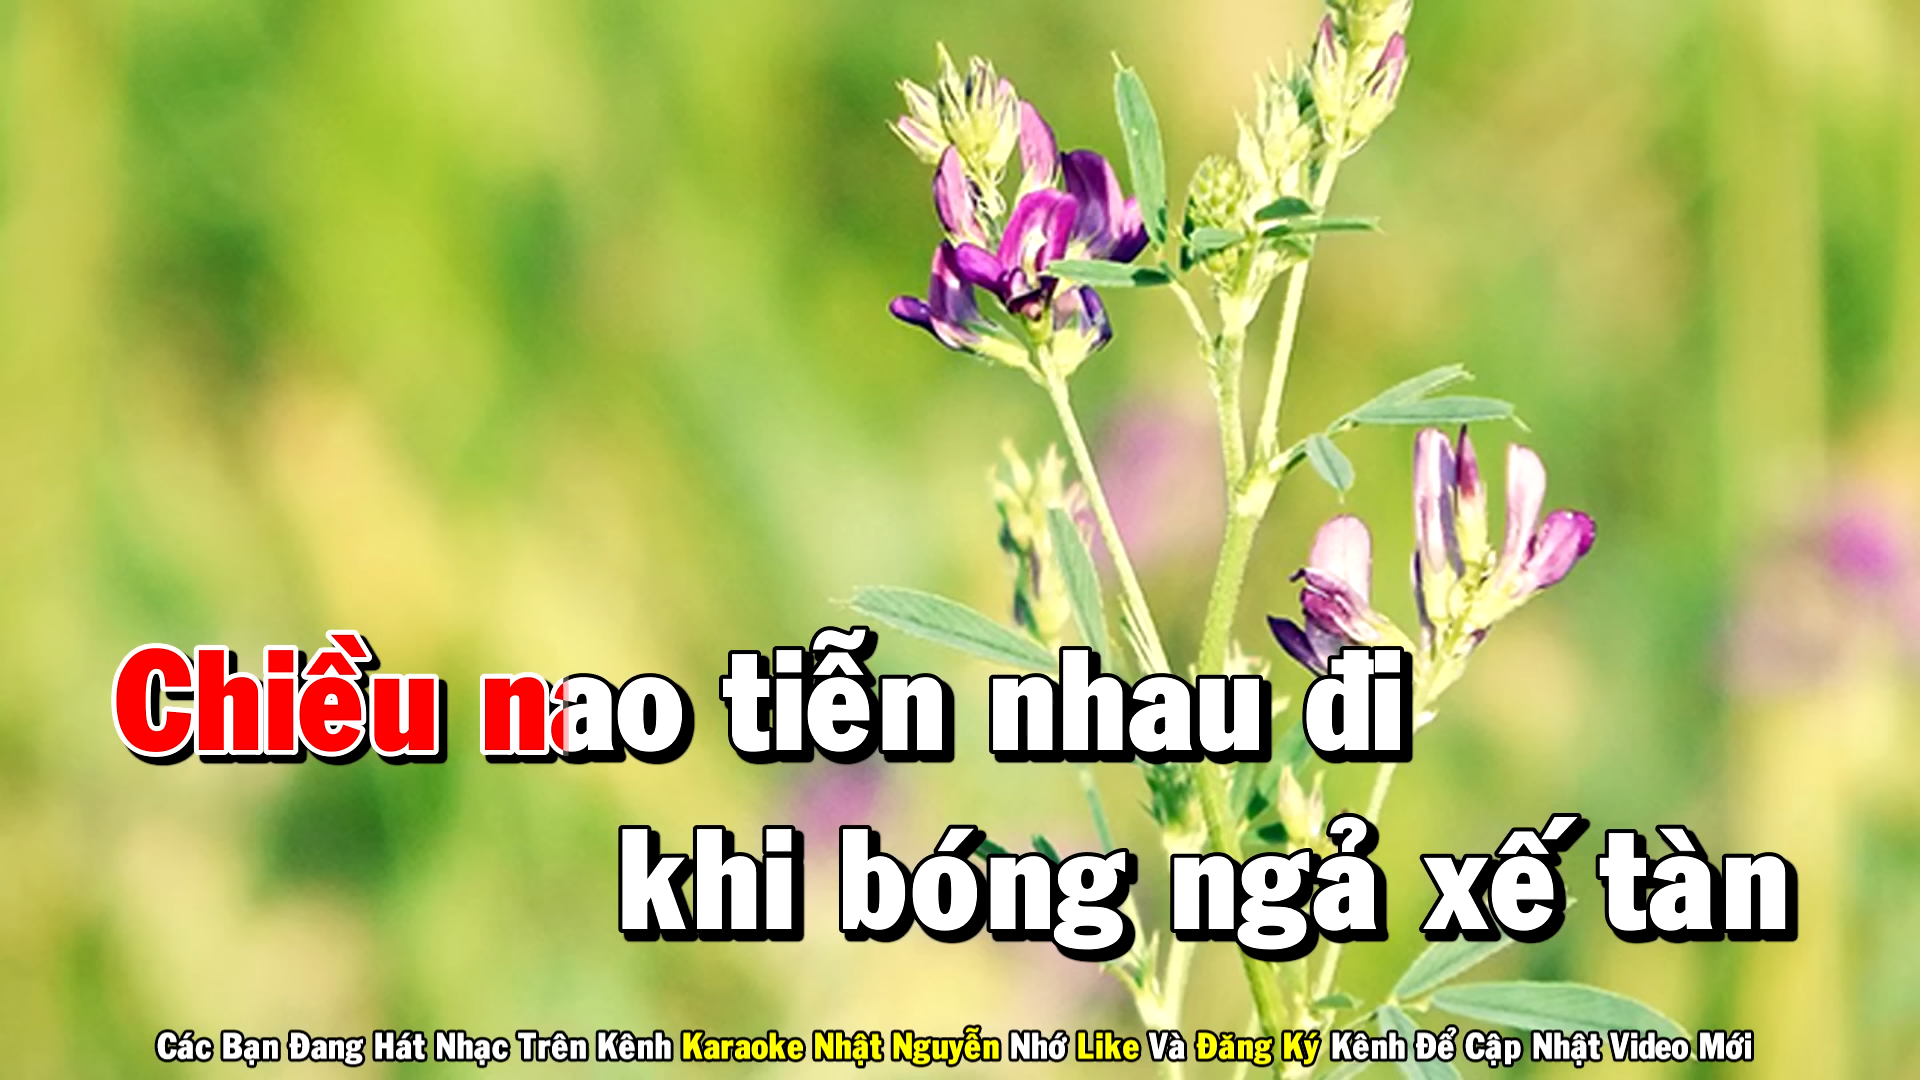 Chiều nao tiễn nhau đi
khi bóng ngả xế tàn
Các Bạn Đang Hát Nhạc Trên Kênh Karaoke Nhật Nguyễn Nhớ Like Và Đăng Ký Kênh Để Cập Nhật Video Mới